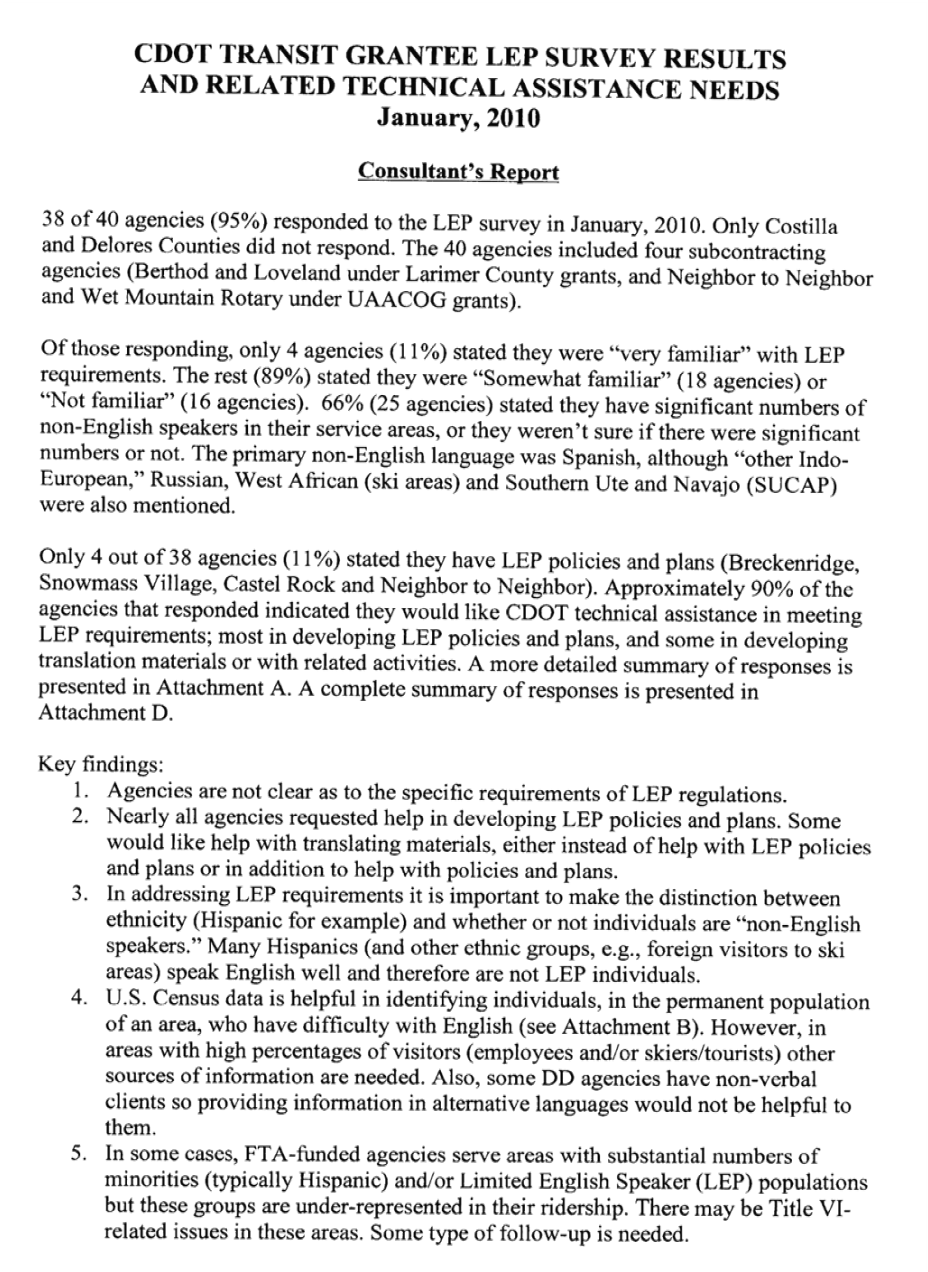 CDOT TRANSIT GRANTEE LEP SURVEY RESULTS
AND RELATED TECHNICAL ASSISTANCE NEEDS
January, 2010
Consultant's Report
38 of 40 agencies (95%) responded to the LEP survey in January, 2010. Only Costilla
and Delores Counties did not respond. The 40 agencies included four subcontracting
agencies (Berthod and Loveland under Larimer County grants, and Neighbor to Neighbor
and Wet Mountain Rotary under UAACOG grants).
Of those responding, only 4 agencies (11%) stated they were "very familiar" with LEP
requirements. The rest (89%) stated they were "Somewhat familiar" (18 agencies) or
"Not familiar" (16 agencies).  66% (25 agencies) stated they have significant numbers of
non-English speakers in their service areas, or they weren't sure if there were significant
numbers or not. The primary non-English language was Spanish, although "other Indo-
European," Russian, West African (ski areas) and Southern Ute and Navajo (SUCAP)
were also mentioned.
Only 4 out of 38 agencies (11%) stated they have LEP policies and plans (Breckenridge,
Snowmass Village, Castel Rock and Neighbor to Neighbor). Approximately 90% of the
agencies that responded indicated they would like CDOT technical assistance in meeting
LEP requirements; most in developing LEP policies and plans, and some in developing
translation materials or with related activities. A more detailed summary of responses is
presented in Attachment A. A complete summary of responses is presented in
Attachment D.
Key findings:
1. Agencies are not clear as to the specific requirements of LEP regulations.
2. Nearly all agencies requested help in developing LEP policies and plans. Some
would like help with translating materials, either instead of help with LEP policies
and plans or in addition to help with policies and plans.
3. In addressing LEP requirements it is important to make the distinction between
ethnicity (Hispanic for example) and whether or not individuals are "non-English
speakers." Many Hispanics (and other ethnic groups, e.g., foreign visitors to ski
areas) speak English well and therefore are not LEP individuals.
4. U.S. Census data is helpful in identifying individuals, in the permanent population
of an area, who have difficulty with English (see Attachment B). However, in
areas with high percentages of visitors (employees and/or skiers/tourists) other
sources of information are needed. Also, some DD agencies have non-verbal
clients so providing information in alternative languages would not be helpful to
them.
5. In some cases, FTA-funded agencies serve areas with substantial numbers of
minorities (typically Hispanic) and/or Limited English Speaker (LEP) populations
but these groups are under-represented in their ridership. There may be Title VI-
related issues in these areas. Some type of follow-up is needed.